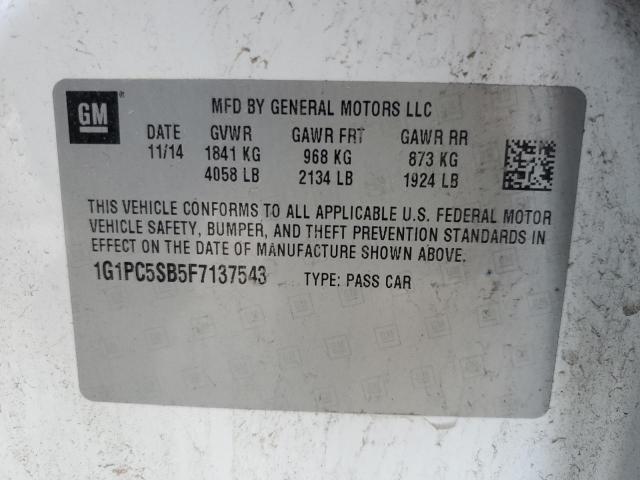 GM®
MFD BY GENERAL MOTORS LLC
DATE GVWR GAWR FRT GAWR RR
11/14 1841 KG 968 KG 873 KG
4058 LB 2134 LB 1924 LB
THIS VEHICLE CONFORMS TO ALL APPLICABLE U.S. FEDERAL MOTOR
VEHICLE SAFETY, BUMPER, AND THEFT PREVENTION STANDARDS IN
EFFECT ON THE DATE OF MANUFACTURE SHOWN ABOVE.
1G1PC5SB5F7137543 TYPE: PASS CAR